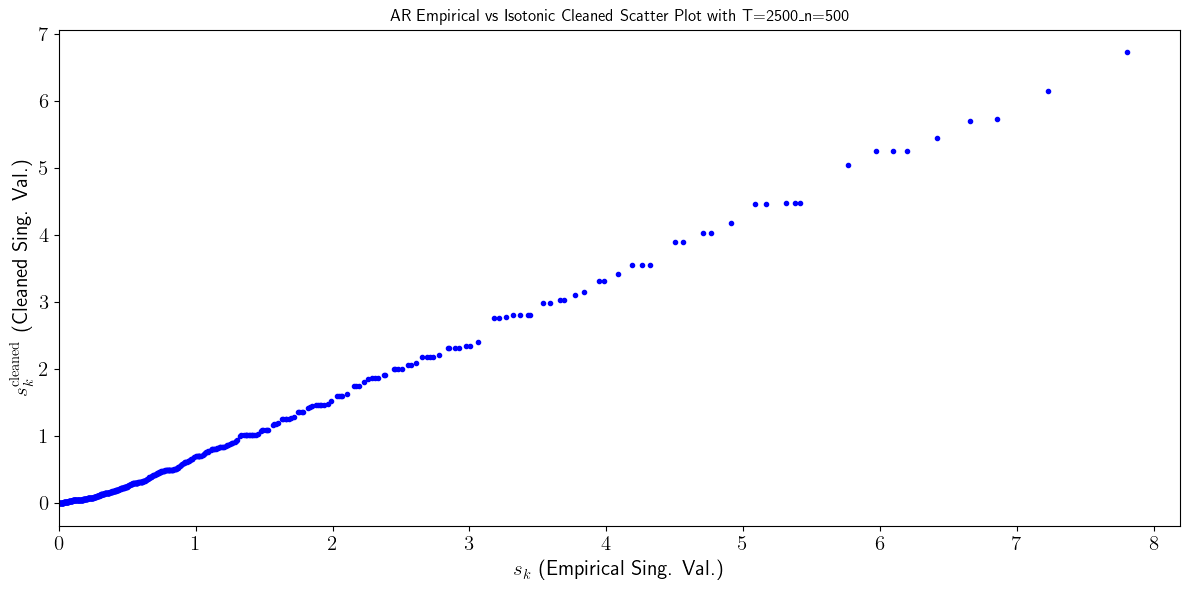 AR Empirical vs Isotonic Cleaned Scatter Plot with T=2500_n=500
7
6
5
4
3
2
1
0
s_k^cleaned (Cleaned Sing. Val.)
0 1 2 3 4 5 6 7 8
s_k (Empirical Sing. Val.)